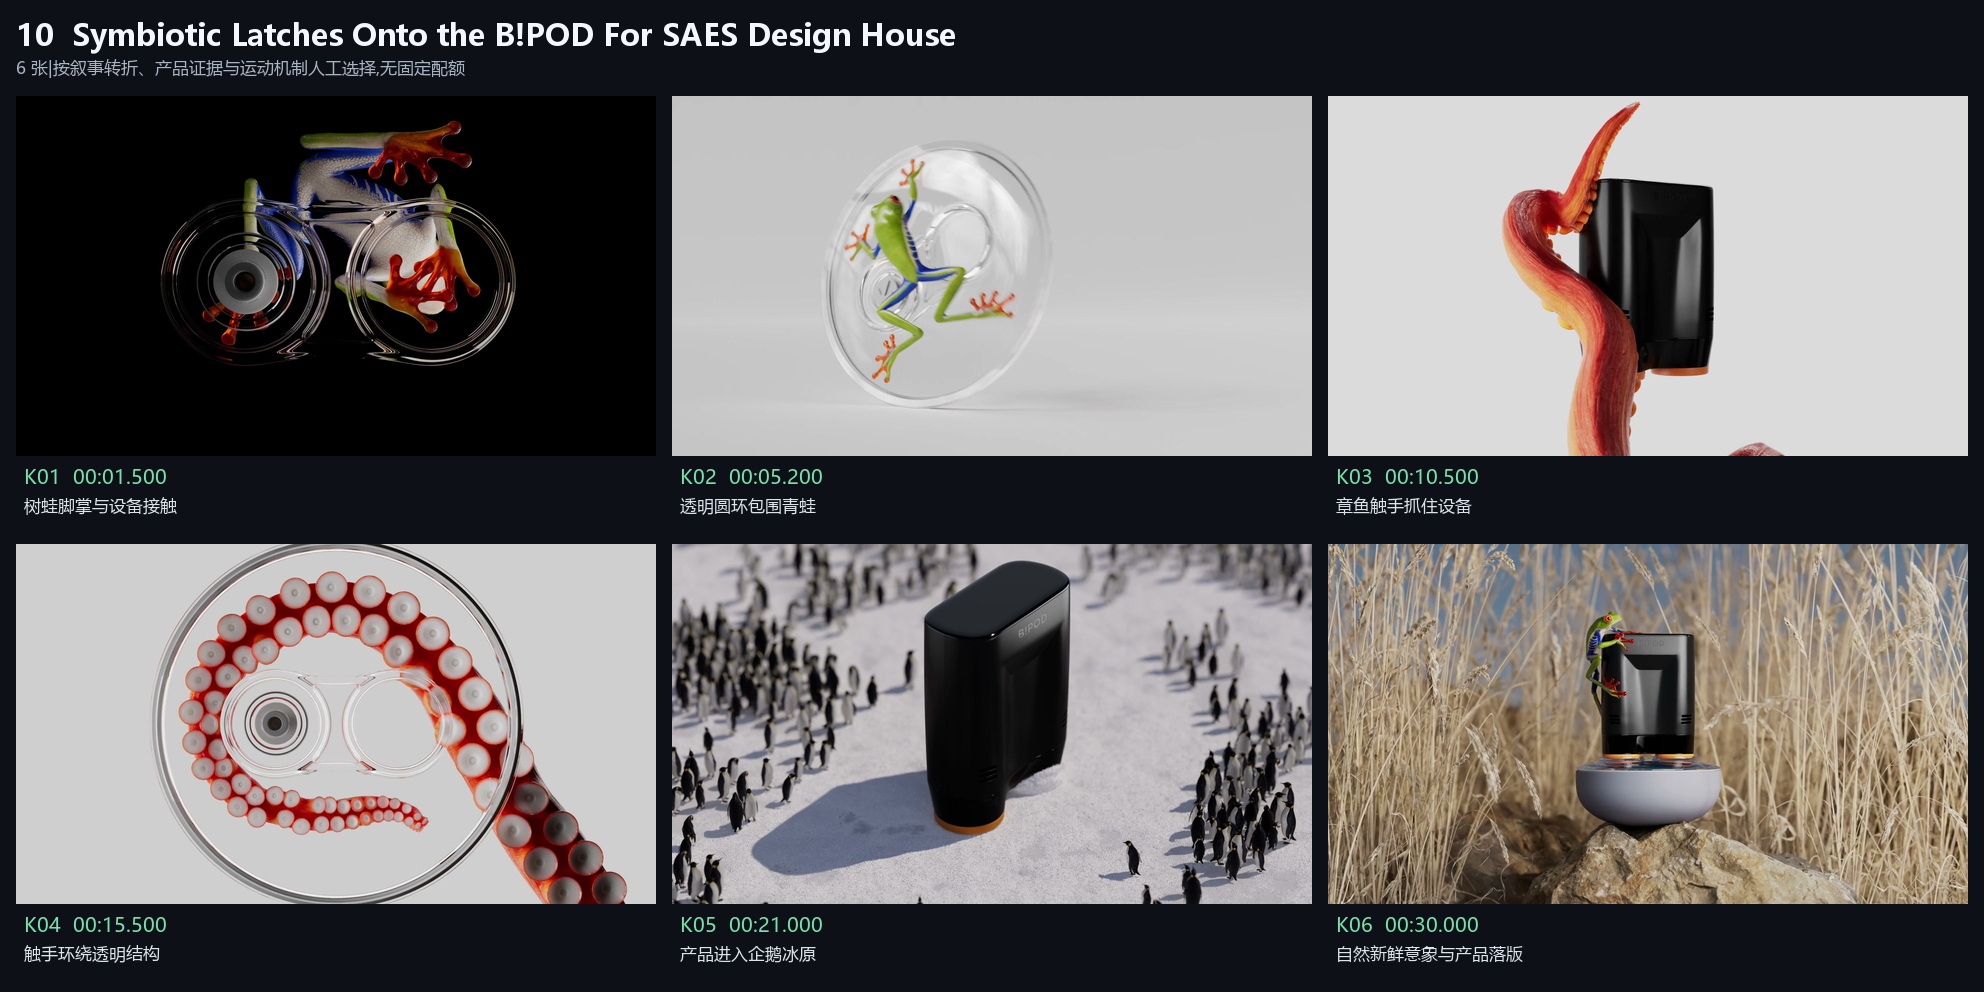 10 Symbiotic Latches Onto the B!POD For SAES Design House
6 张|按叙事转折、产品证据与运动机制人工选择,无固定配额
K01 00:01.500
树蛙脚掌与设备接触
K02 00:05.200
透明圆环包围青蛙
K03 00:10.500
章鱼触手抓住设备
B!POD
K04 00:15.500
触手环绕透明结构
K05 00:21.000
产品进入企鹅冰原
K06 00:30.000
自然新鲜意象与产品落版